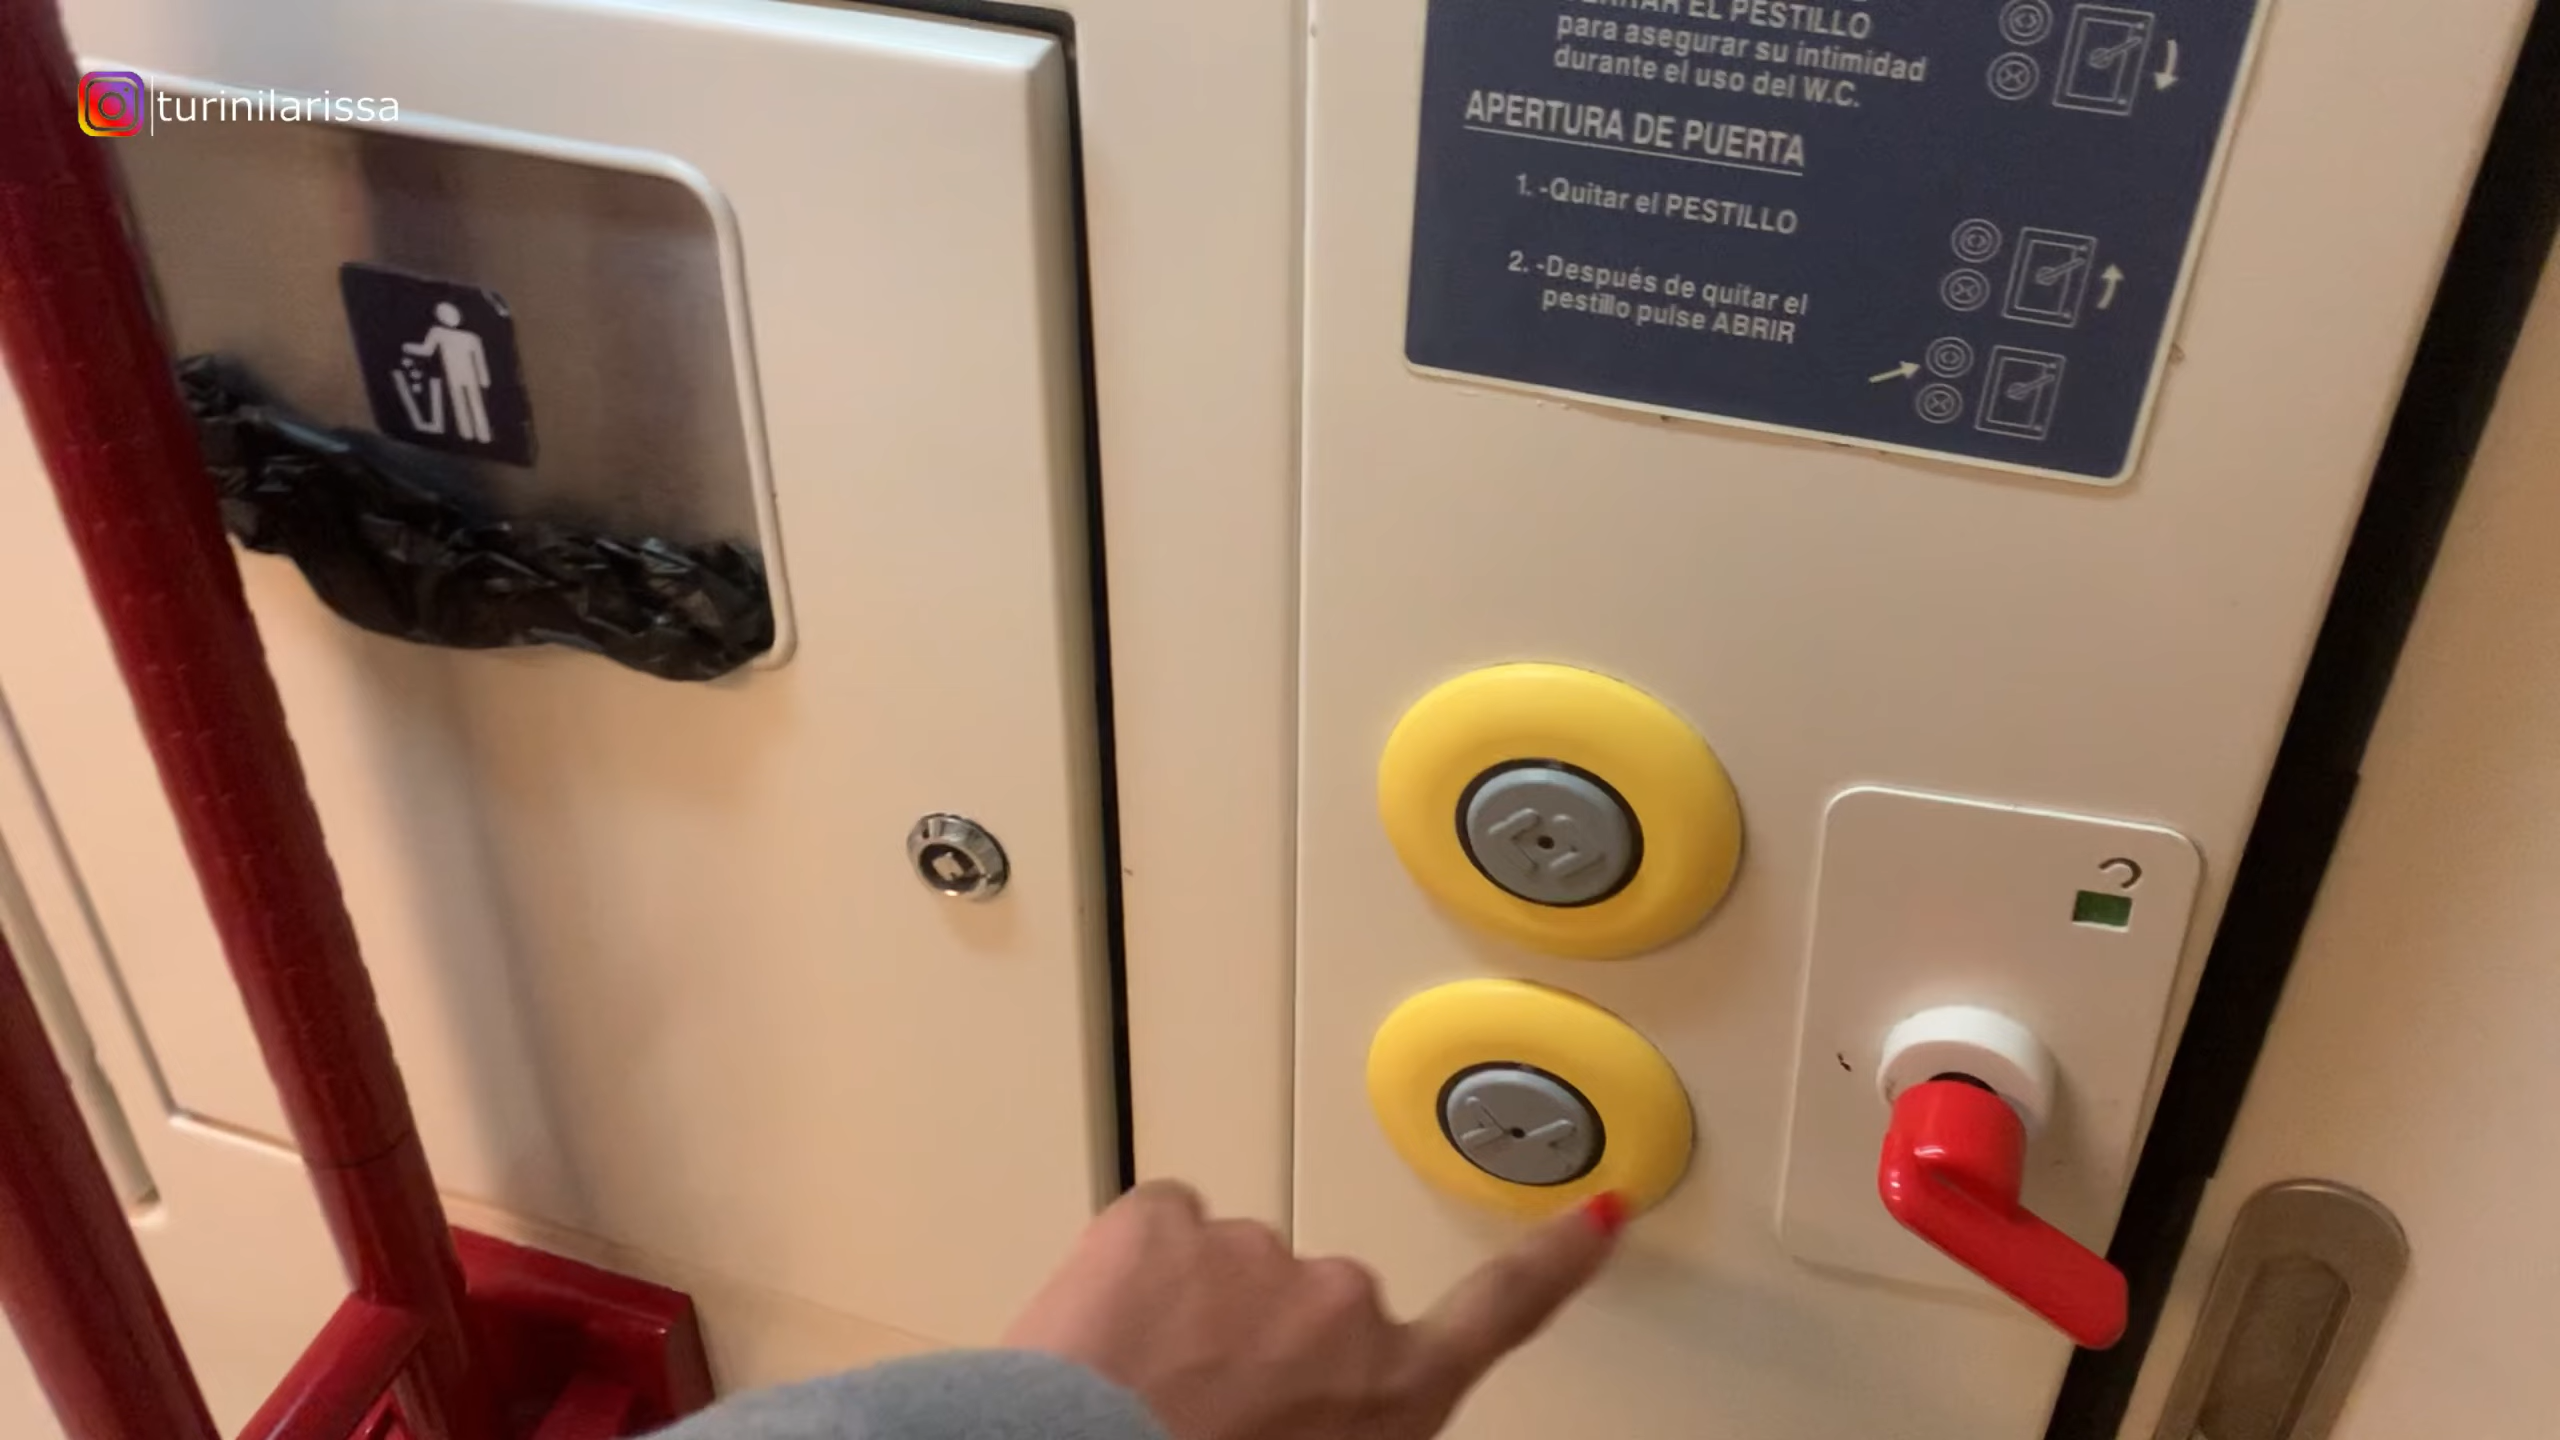 turinilarissa
EL PESTILLO
para asegurar su intimidad
durante el uso del W.C.
APERTURA DE PUERTA
1. -Quitar el PESTILLO
2. -Después de quitar el
pestillo pulse ABRIR